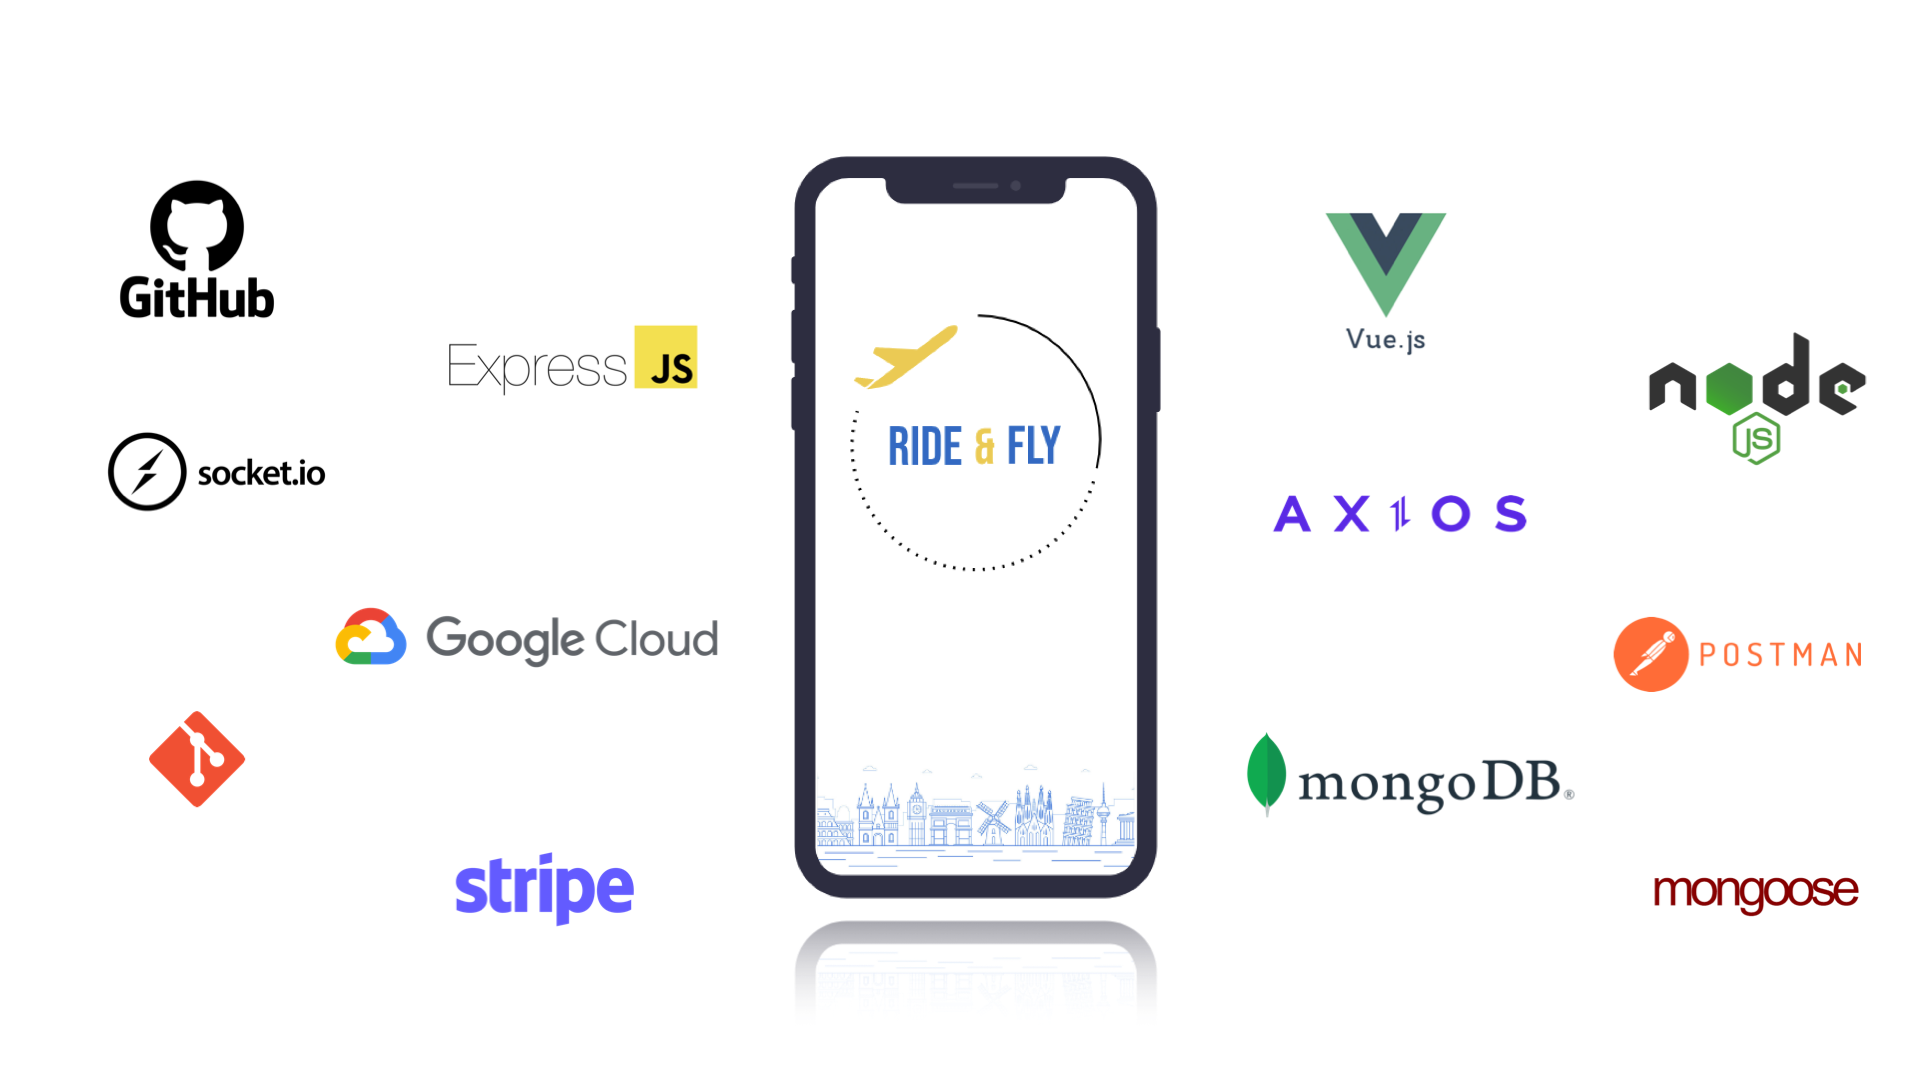 GitHub
Express JS
socket.io
Google Cloud
stripe
RIDE & FLY
Vue.js
node
JS
AXIOS
POSTMAN
mongoDB®
mongoose